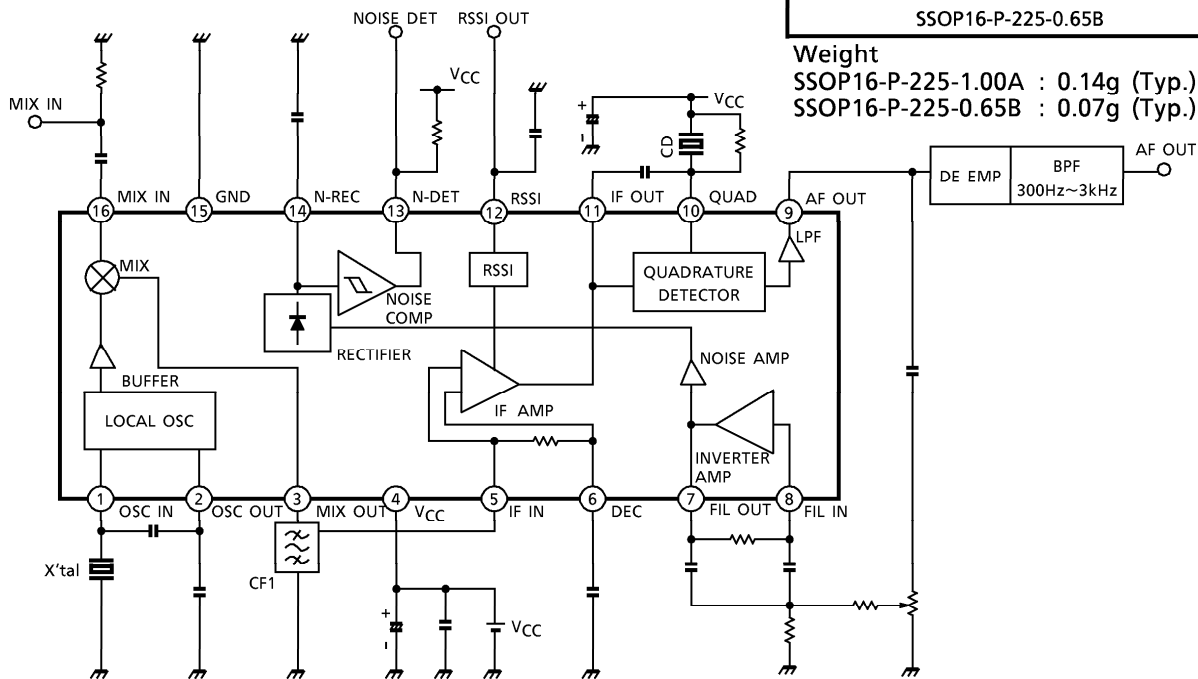 NOISE DET
RSSI OUT
SSOP16-P-225-0.65B
Weight
SSOP16-P-225-1.00A : 0.14g (Typ.)
SSOP16-P-225-0.65B : 0.07g (Typ.)
MIX IN
VCC
+
-
VCC
CD
AF OUT
DE EMP
BPF
300Hz~3kHz
16
MIX IN
15
GND
14
N-REC
13
N-DET
12
RSSI
11
IF OUT
10
QUAD
9
AF OUT
LPF
MIX
NOISE
COMP
RSSI
QUADRATURE
DETECTOR
RECTIFIER
BUFFER
LOCAL OSC
IF AMP
NOISE AMP
INVERTER
AMP
1
OSC IN
2
OSC OUT
3
MIX OUT
4
VCC
5
IF IN
6
DEC
7
FIL OUT
8
FIL IN
X'tal
CF1
+
-
VCC